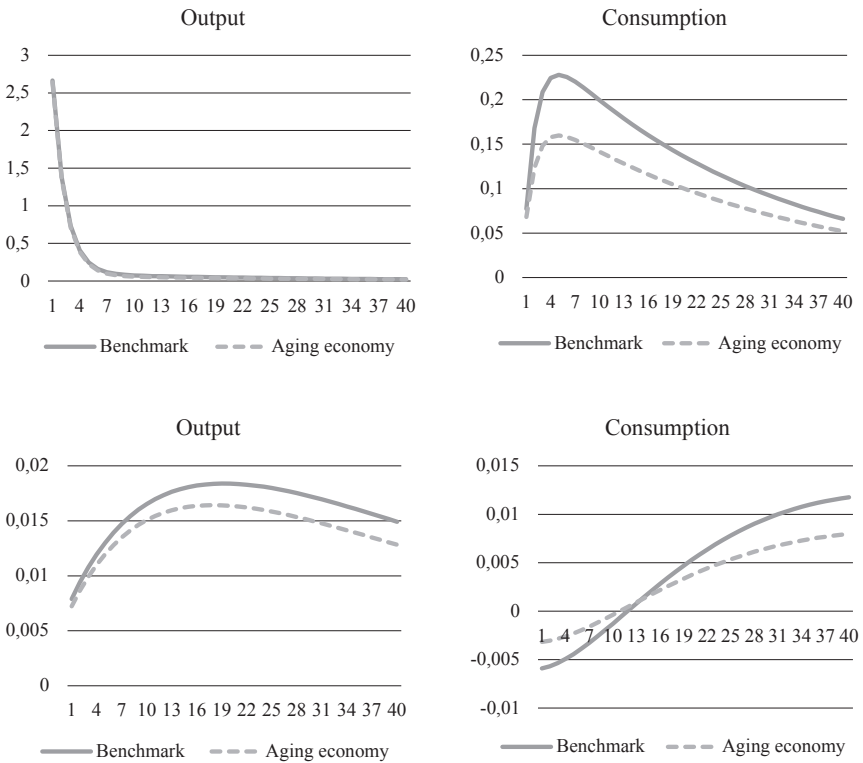 Output
3
2,5
2
1,5
1
0,5
0
1 4 7 10 13 16 19 22 25 28 31 34 37 40
Benchmark Aging economy
Consumption
0,25
0,2
0,15
0,1
0,05
0
1 4 7 10 13 16 19 22 25 28 31 34 37 40
Benchmark Aging economy
Output
0,02
0,015
0,01
0,005
0
1 4 7 10 13 16 19 22 25 28 31 34 37 40
Benchmark Aging economy
Consumption
0,015
0,01
0,005
0
1 4 7 10 13 16 19 22 25 28 31 34 37 40
-0,005
-0,01
Benchmark Aging economy